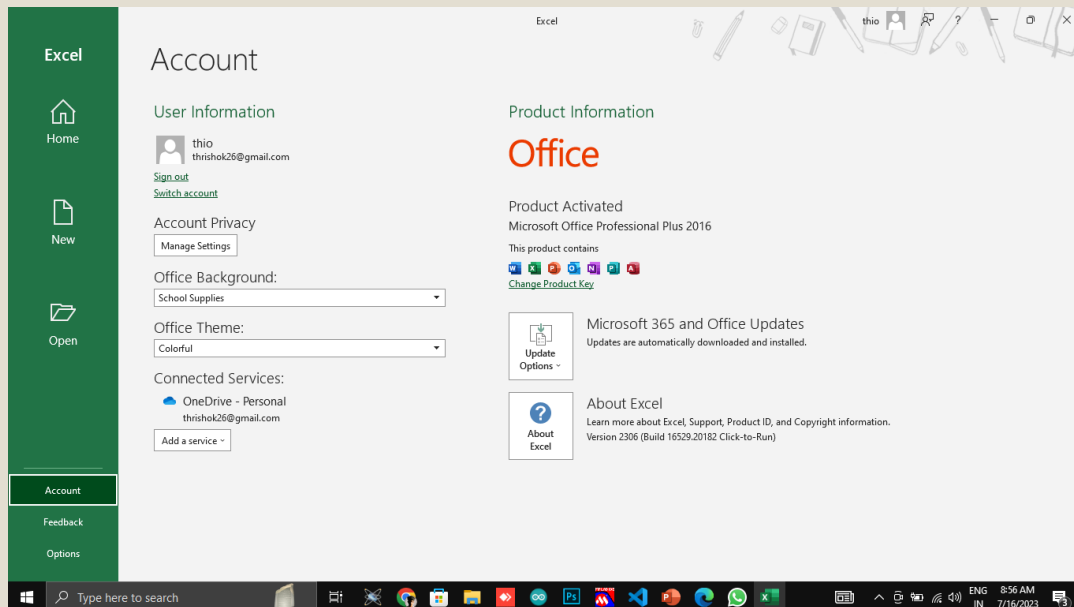 Excel
thio
?
Excel
Account
Home
New
Open
Account
Feedback
Options
User Information
thio
thrishok26@gmail.com
Sign out
Switch account
Account Privacy
Manage Settings
Office Background:
School Supplies
Office Theme:
Colorful
Connected Services:
OneDrive - Personal
thrishok26@gmail.com
Add a service
Product Information
Office
Product Activated
Microsoft Office Professional Plus 2016
This product contains
Change Product Key
Update
Options
Microsoft 365 and Office Updates
Updates are automatically downloaded and installed.
?
About
Excel
About Excel
Learn more about Excel, Support, Product ID, and Copyright information.
Version 2306 (Build 16529.20182 Click-to-Run)
Type here to search
Ps
ENG
IN
8:56 AM
7/16/2023